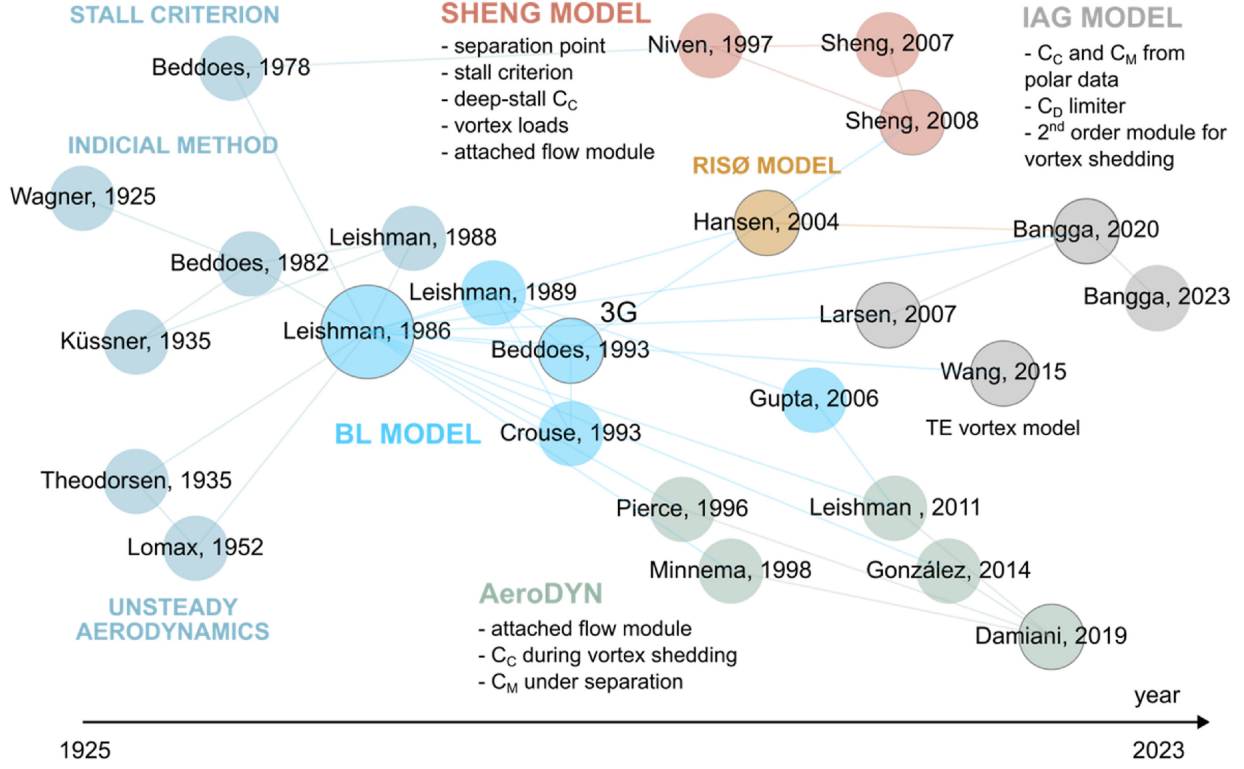 STALL CRITERION
Beddoes, 1978
INDICIAL METHOD
Wagner, 1925
Beddoes, 1982
Leishman, 1988
Küssner, 1935
Leishman, 1986
Leishman, 1989
3G
Beddoes, 1993
BL MODEL
Crouse, 1993
Theodorsen, 1935
Lomax, 1952
UNSTEADY
AERODYNAMICS
SHENG MODEL
- separation point
- stall criterion
- deep-stall C_C
- vortex loads
- attached flow module
Niven, 1997
Sheng, 2007
Sheng, 2008
RISØ MODEL
Hansen, 2004
IAG MODEL
- C_C and C_M from
polar data
- C_D limiter
- 2nd order module for
vortex shedding
Bangga, 2020
Bangga, 2023
Larsen, 2007
Wang, 2015
TE vortex model
Gupta, 2006
Pierce, 1996
Leishman , 2011
Minnema, 1998
González, 2014
Damiani, 2019
AeroDYN
- attached flow module
- C_C during vortex shedding
- C_M under separation
year
1925
2023